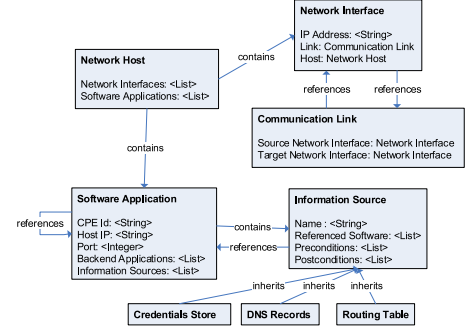 Network Interface
IP Address: <String>
Link: Communication Link
Host: Network Host
Network Host
Network Interfaces: <List>
Software Applications: <List>
contains
references
references
Communication Link
Source Network Interface: Network Interface
Target Network Interface: Network Interface
contains
Software Application
CPE Id: <String>
Host IP: <String>
Port: <Integer>
Backend Applications: <List>
Information Sources: <List>
references
contains
references
Information Source
Name : <String>
Referenced Software: <List>
Preconditions: <List>
Postconditions: <List>
inherits
inherits
inherits
Credentials Store
DNS Records
Routing Table